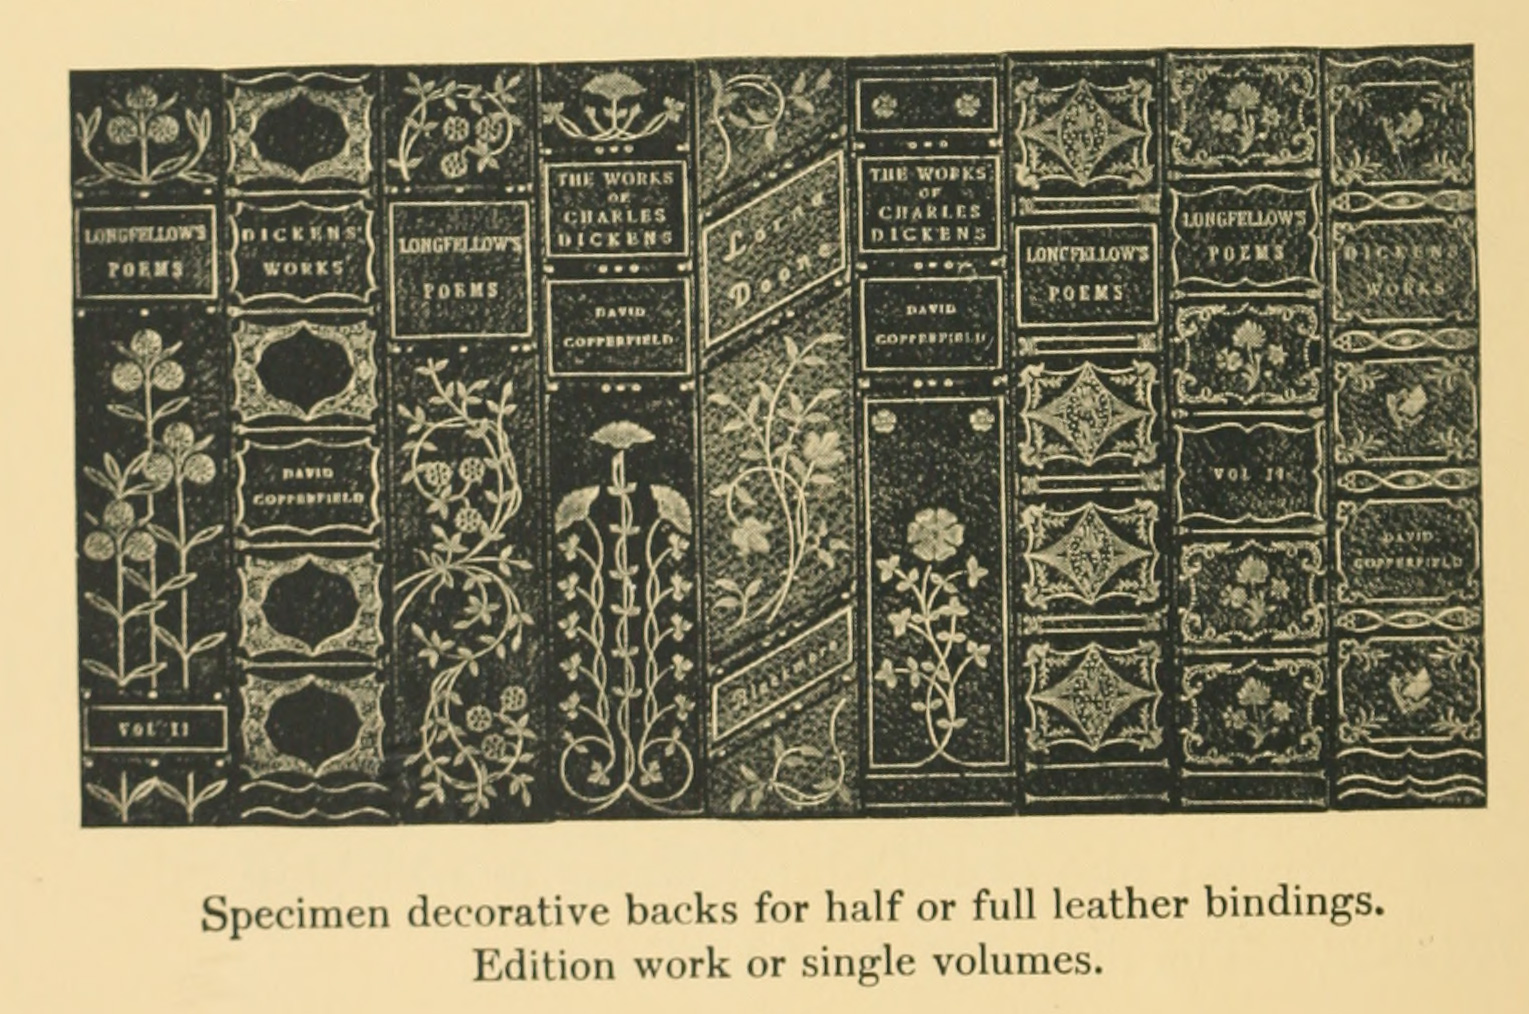 LONGFELLOW'S
POEMS
VOL II
DICKENS'
WORKS
DAVID
COPPERFIELD
LONGFELLOW'S
POEMS
THE WORKS
OF
CHARLES
DICKENS
DAVID
COPPERFIELD
Lorna
Doone
Blackmore
THE WORKS
OF
CHARLES
DICKENS
DAVID
COPPERFIELD
LONGFELLOW'S
POEMS
LONGFELLOW'S
POEMS
VOL II
DICKENS
WORKS
DAVID
COPPERFIELD
Specimen decorative backs for half or full leather bindings.
Edition work or single volumes.